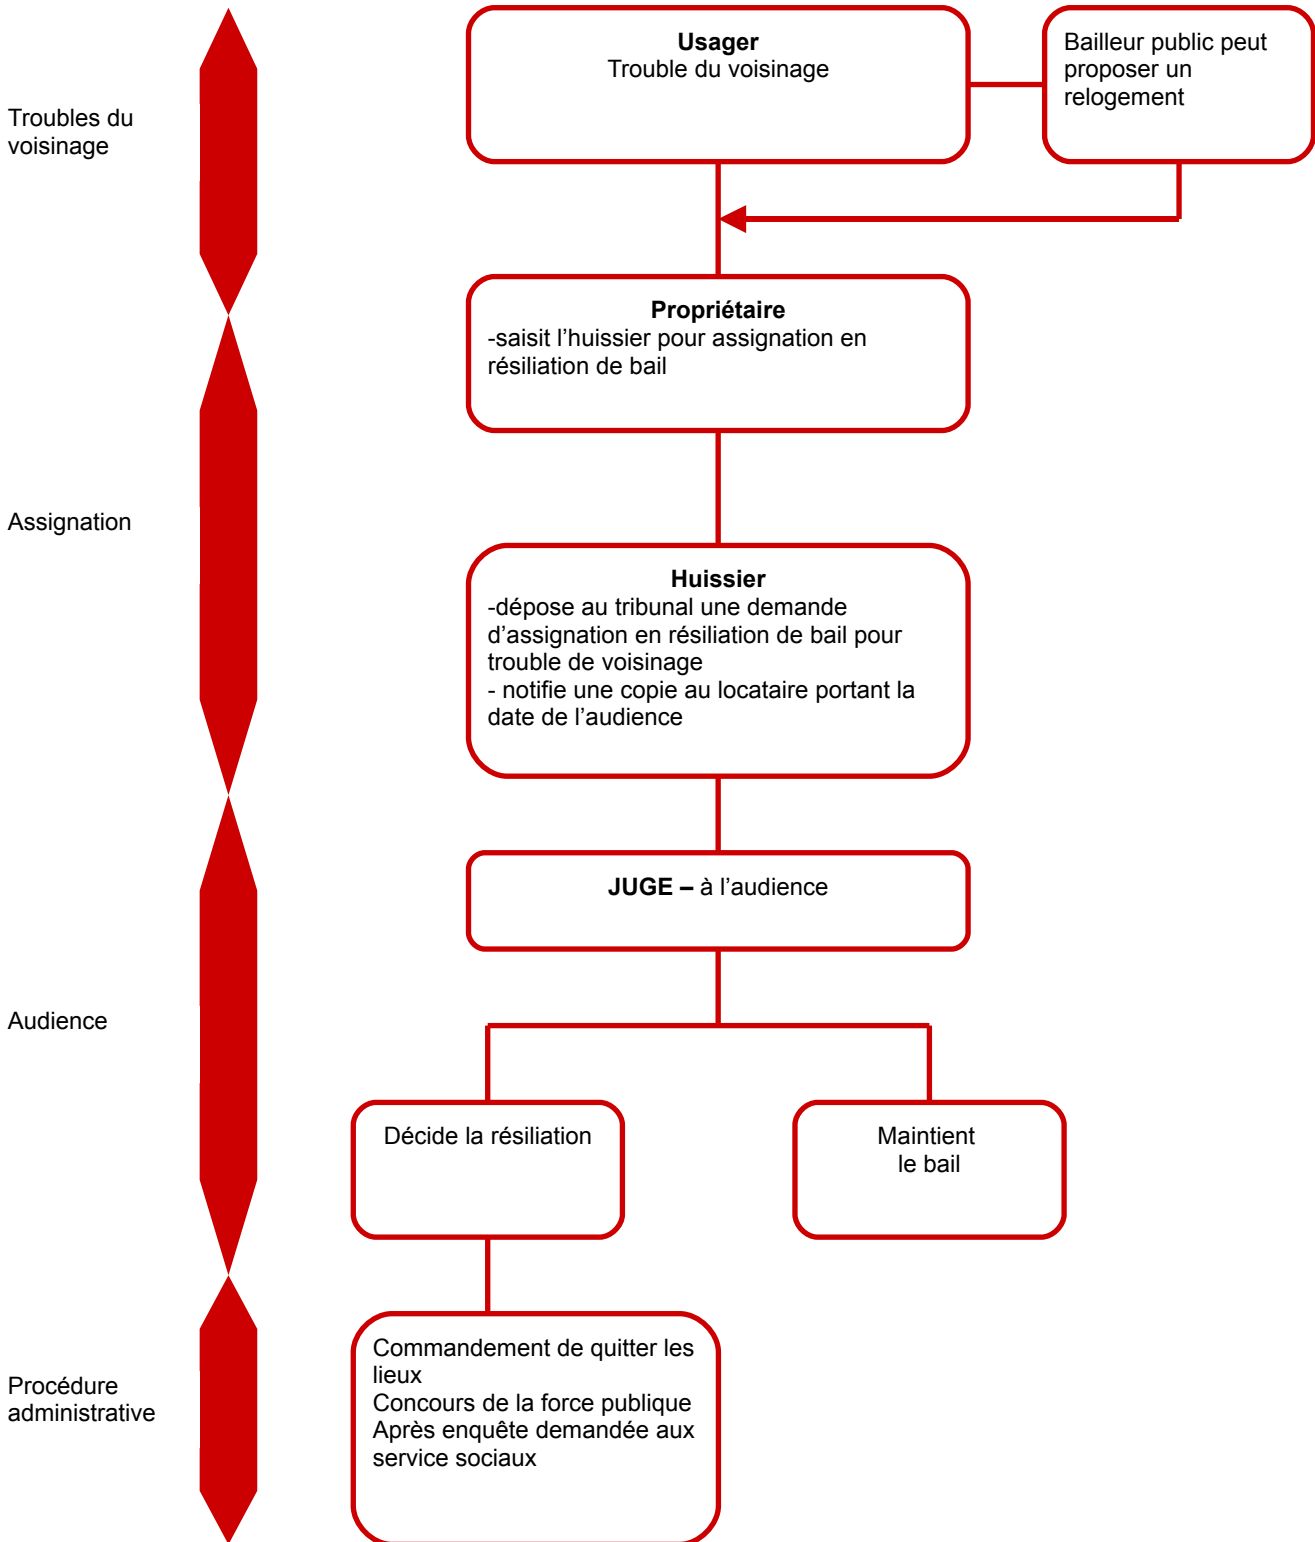 Usager
Trouble du voisinage
Bailleur public peut
proposer un
relogement
Troubles du
voisinage
Propriétaire
-saisit l’huissier pour assignation en
résiliation de bail
Assignation
Huissier
-dépose au tribunal une demande
d’assignation en résiliation de bail pour
trouble de voisinage
- notifie une copie au locataire portant la
date de l’audience
JUGE – à l’audience
Audience
Décide la résiliation
Maintient
le bail
Procédure
administrative
Commandement de quitter les
lieux
Concours de la force publique
Après enquête demandée aux
service sociaux